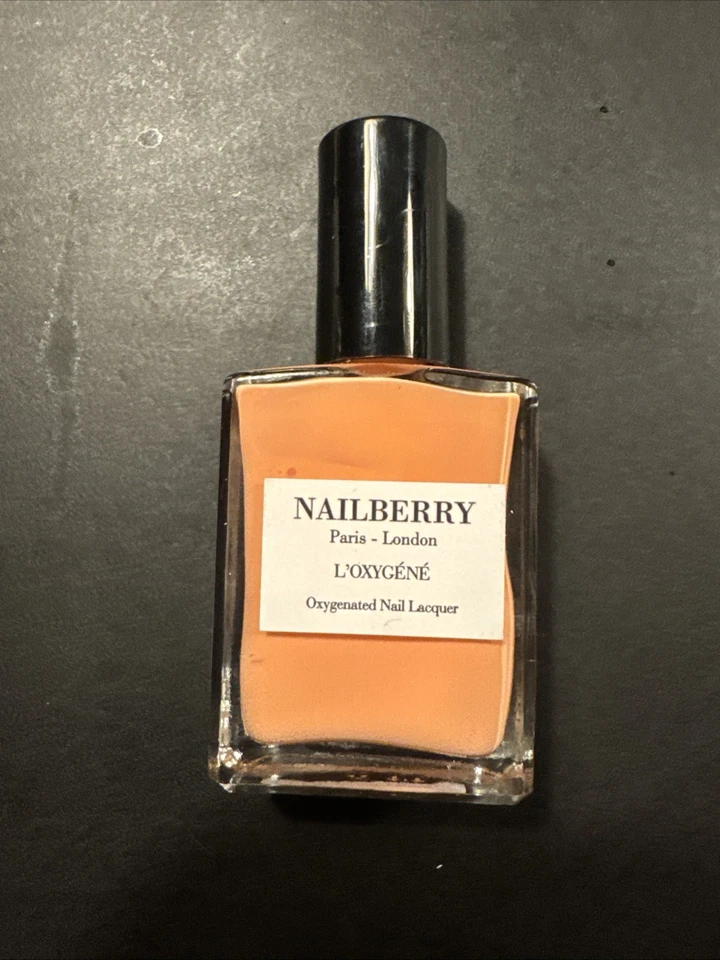 NAILBERRY
Paris - London
L'OXYGÉNÉ
Oxygenated Nail Lacquer